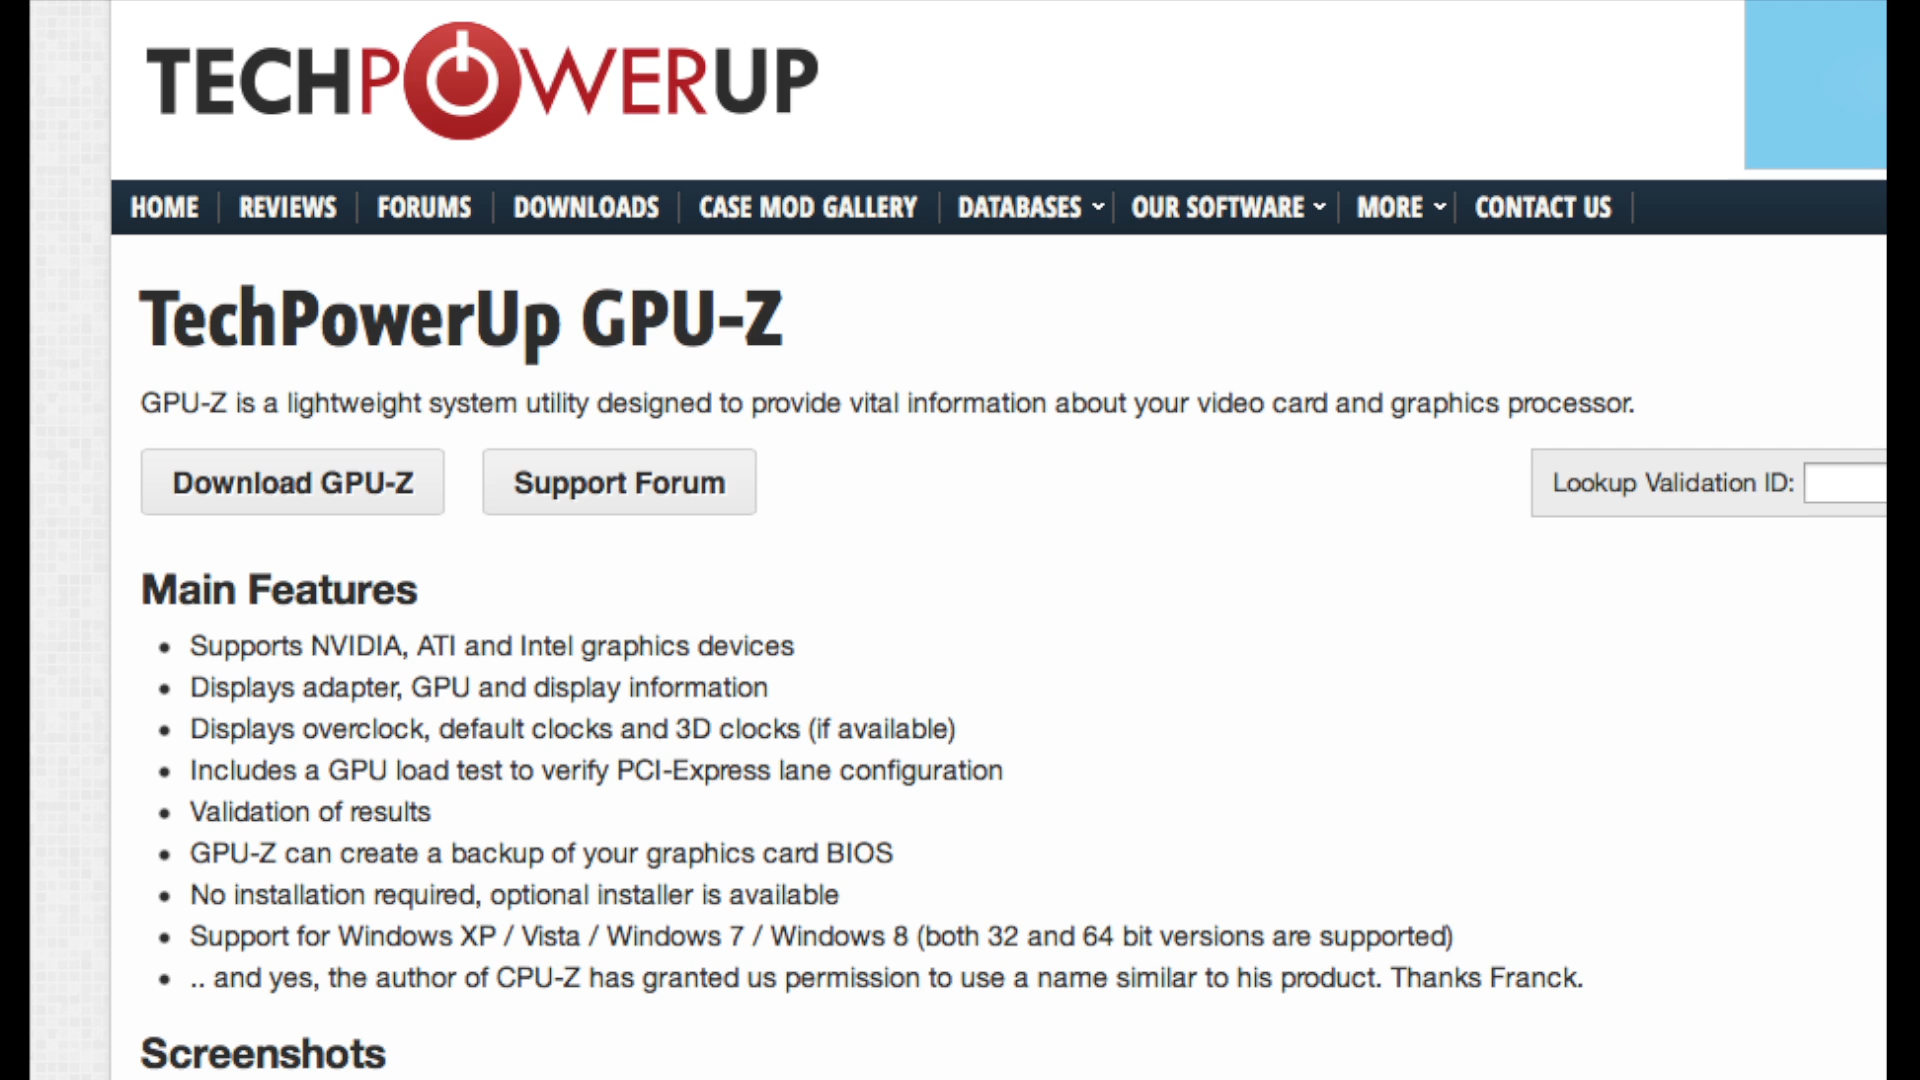 TECHPOWERUP
HOME REVIEWS FORUMS DOWNLOADS CASE MOD GALLERY DATABASES OUR SOFTWARE MORE CONTACT US
TechPowerUp GPU-Z
GPU-Z is a lightweight system utility designed to provide vital information about your video card and graphics processor.
Download GPU-Z Support Forum Lookup Validation ID:
Main Features
• Supports NVIDIA, ATI and Intel graphics devices
• Displays adapter, GPU and display information
• Displays overclock, default clocks and 3D clocks (if available)
• Includes a GPU load test to verify PCI-Express lane configuration
• Validation of results
• GPU-Z can create a backup of your graphics card BIOS
• No installation required, optional installer is available
• Support for Windows XP / Vista / Windows 7 / Windows 8 (both 32 and 64 bit versions are supported)
• .. and yes, the author of CPU-Z has granted us permission to use a name similar to his product. Thanks Franck.
Screenshots